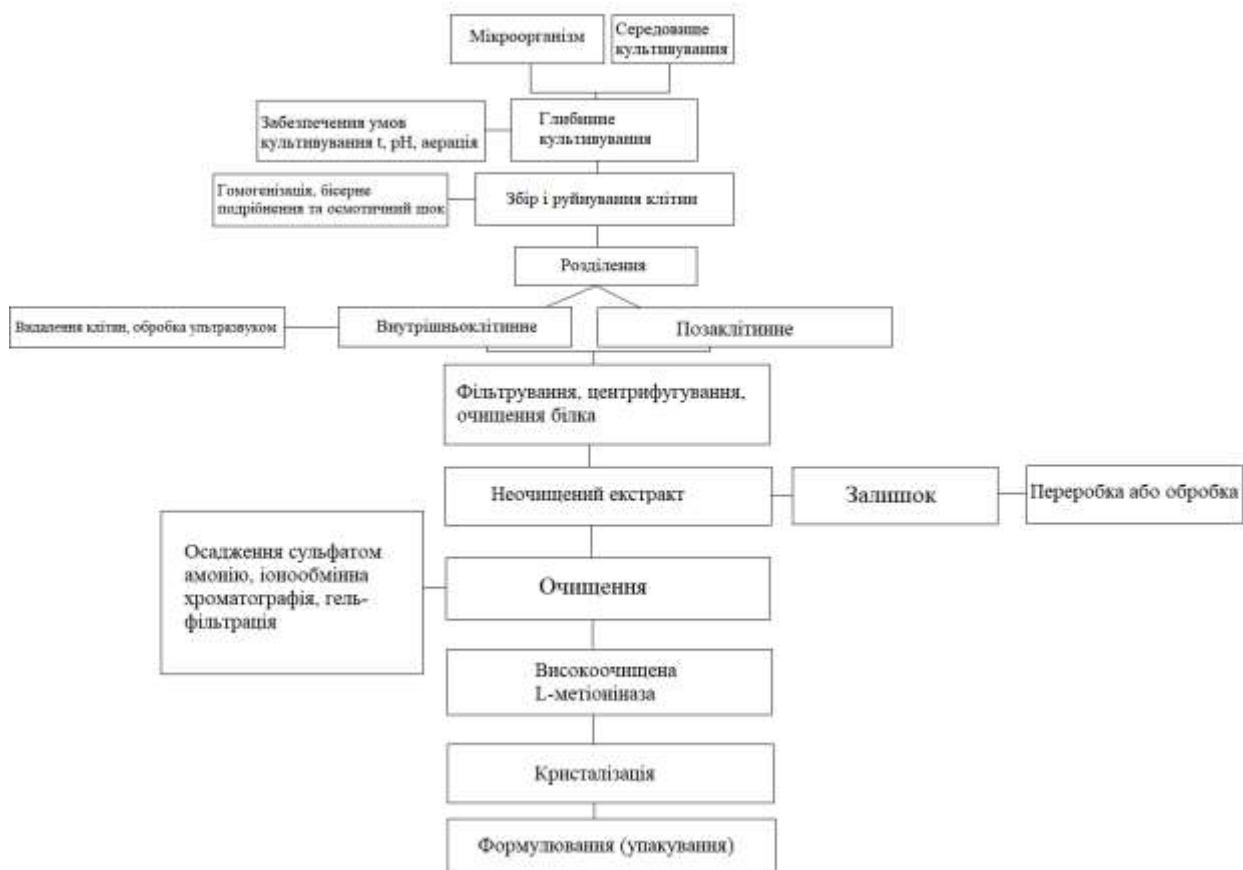 Мікроорганізм
Середовище
культивування
Забезпечення умов
культивування t, pH, аерація
Глибинне
культивування
Гомогенізація, бісерне
подрібнення та осмотичний шок
Збір і руйнування клітин
Розділення
Видалення клітин, обробка ультразвуком
Внутрішньоклітинне
Позаклітинне
Фільтрування, центрифугування,
очищення білка
Неочищений екстракт
Залишок
Переробка або обробка
Осадження сульфатом
амонію, іонообмінна
хроматографія, гель-
фільтрація
Очищення
Високоочищена
L-метіоніназа
Кристалізація
Формулювання (упакування)